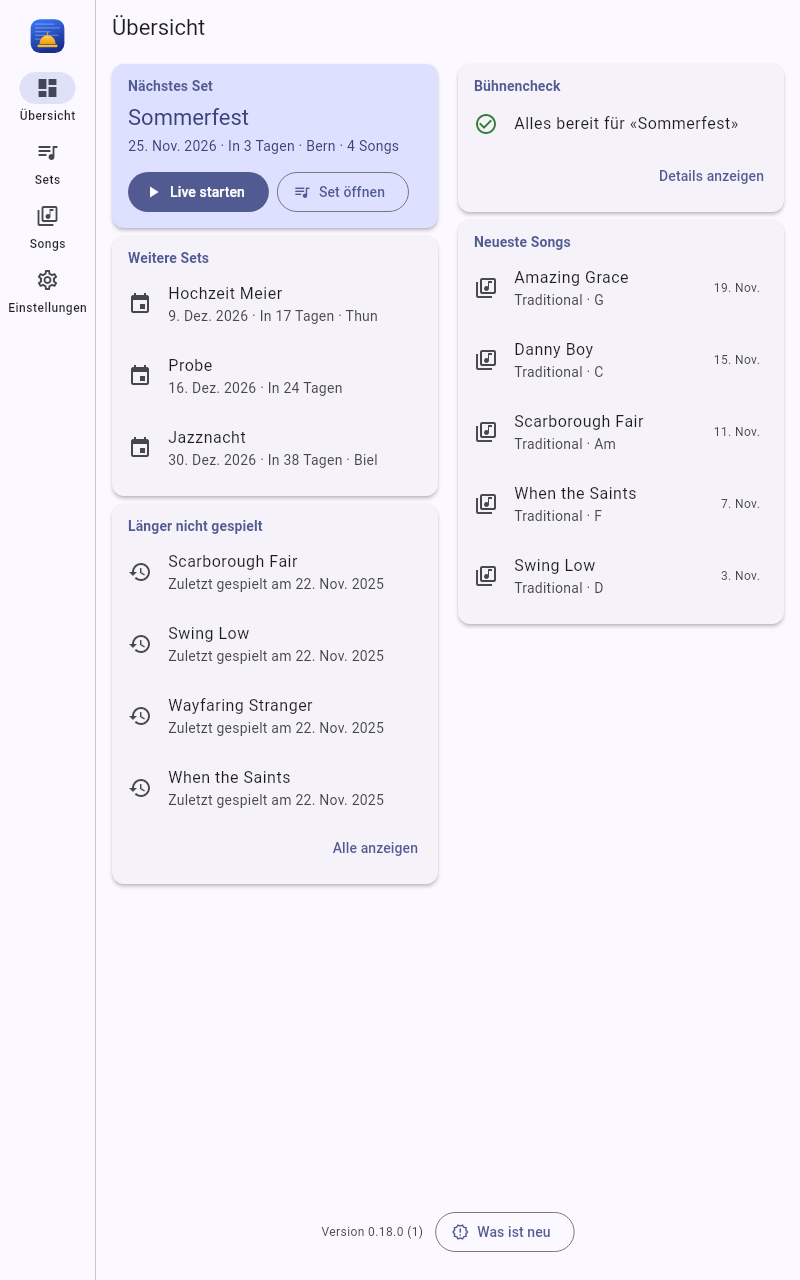 Übersicht
Sets
Songs
Einstellungen
Übersicht
Nächstes Set
Sommerfest
25. Nov. 2026 · In 3 Tagen · Bern · 4 Songs
Live starten
Set öffnen
Weitere Sets
Hochzeit Meier
9. Dez. 2026 · In 17 Tagen · Thun
Probe
16. Dez. 2026 · In 24 Tagen
Jazznacht
30. Dez. 2026 · In 38 Tagen · Biel
Länger nicht gespielt
Scarborough Fair
Zuletzt gespielt am 22. Nov. 2025
Swing Low
Zuletzt gespielt am 22. Nov. 2025
Wayfaring Stranger
Zuletzt gespielt am 22. Nov. 2025
When the Saints
Zuletzt gespielt am 22. Nov. 2025
Alle anzeigen
Bühnencheck
Alles bereit für «Sommerfest»
Details anzeigen
Neueste Songs
Amazing Grace
Traditional · G
19. Nov.
Danny Boy
Traditional · C
15. Nov.
Scarborough Fair
Traditional · Am
11. Nov.
When the Saints
Traditional · F
7. Nov.
Swing Low
Traditional · D
3. Nov.
Version 0.18.0 (1)
Was ist neu